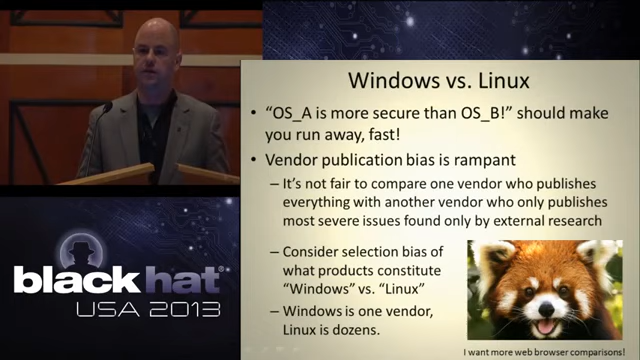 Windows vs. Linux
• “OS_A is more secure than OS_B!” should make
you run away, fast!
• Vendor publication bias is rampant
– It’s not fair to compare one vendor who publishes
everything with another vendor who only publishes
most severe issues found only by external research
– Consider selection bias of
what products constitute
“Windows” vs. “Linux”
– Windows is one vendor,
Linux is dozens.
I want more web browser comparisons!
black hat®
USA 2013